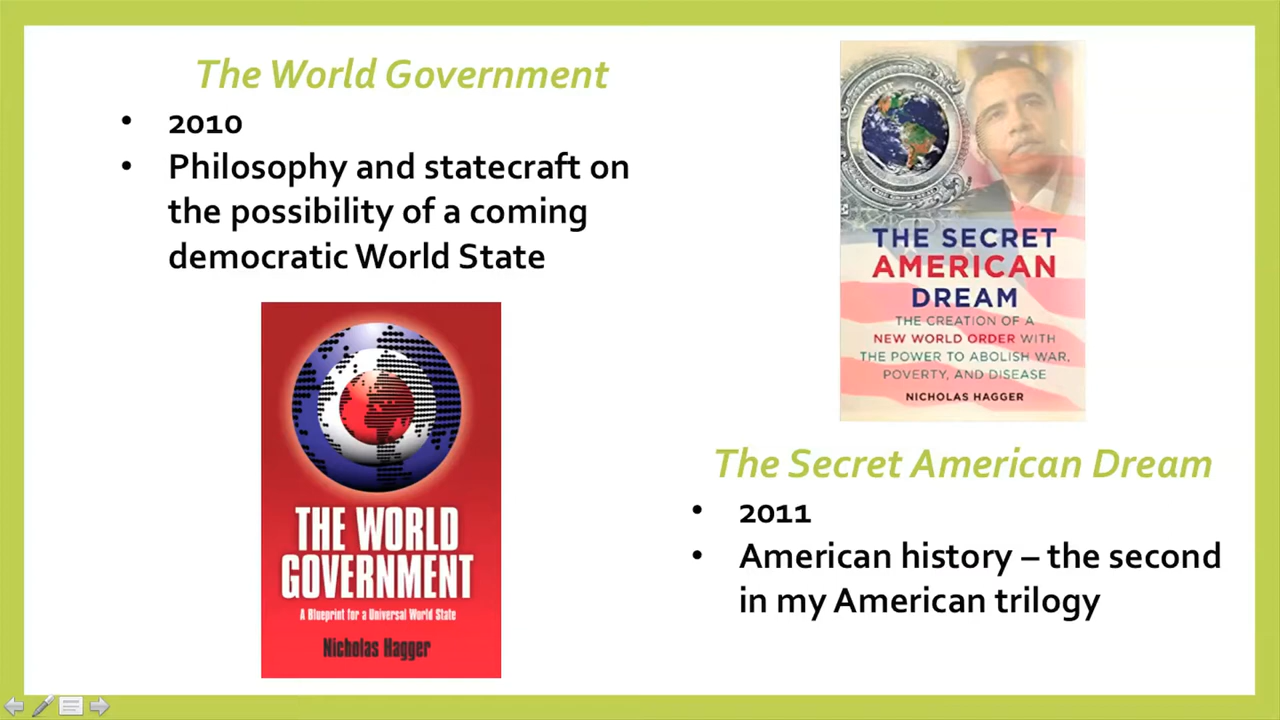 The World Government
• 2010
• Philosophy and statecraft on
the possibility of a coming
democratic World State
THE WORLD
GOVERNMENT
A Blueprint for a Universal World State
Nicholas Hagger
ANNUIT COEPTIS
THE SECRET
AMERICAN
DREAM
THE CREATION OF A
NEW WORLD ORDER WITH
THE POWER TO ABOLISH WAR,
POVERTY, AND DISEASE
NICHOLAS HAGGER
The Secret American Dream
• 2011
• American history – the second
in my American trilogy